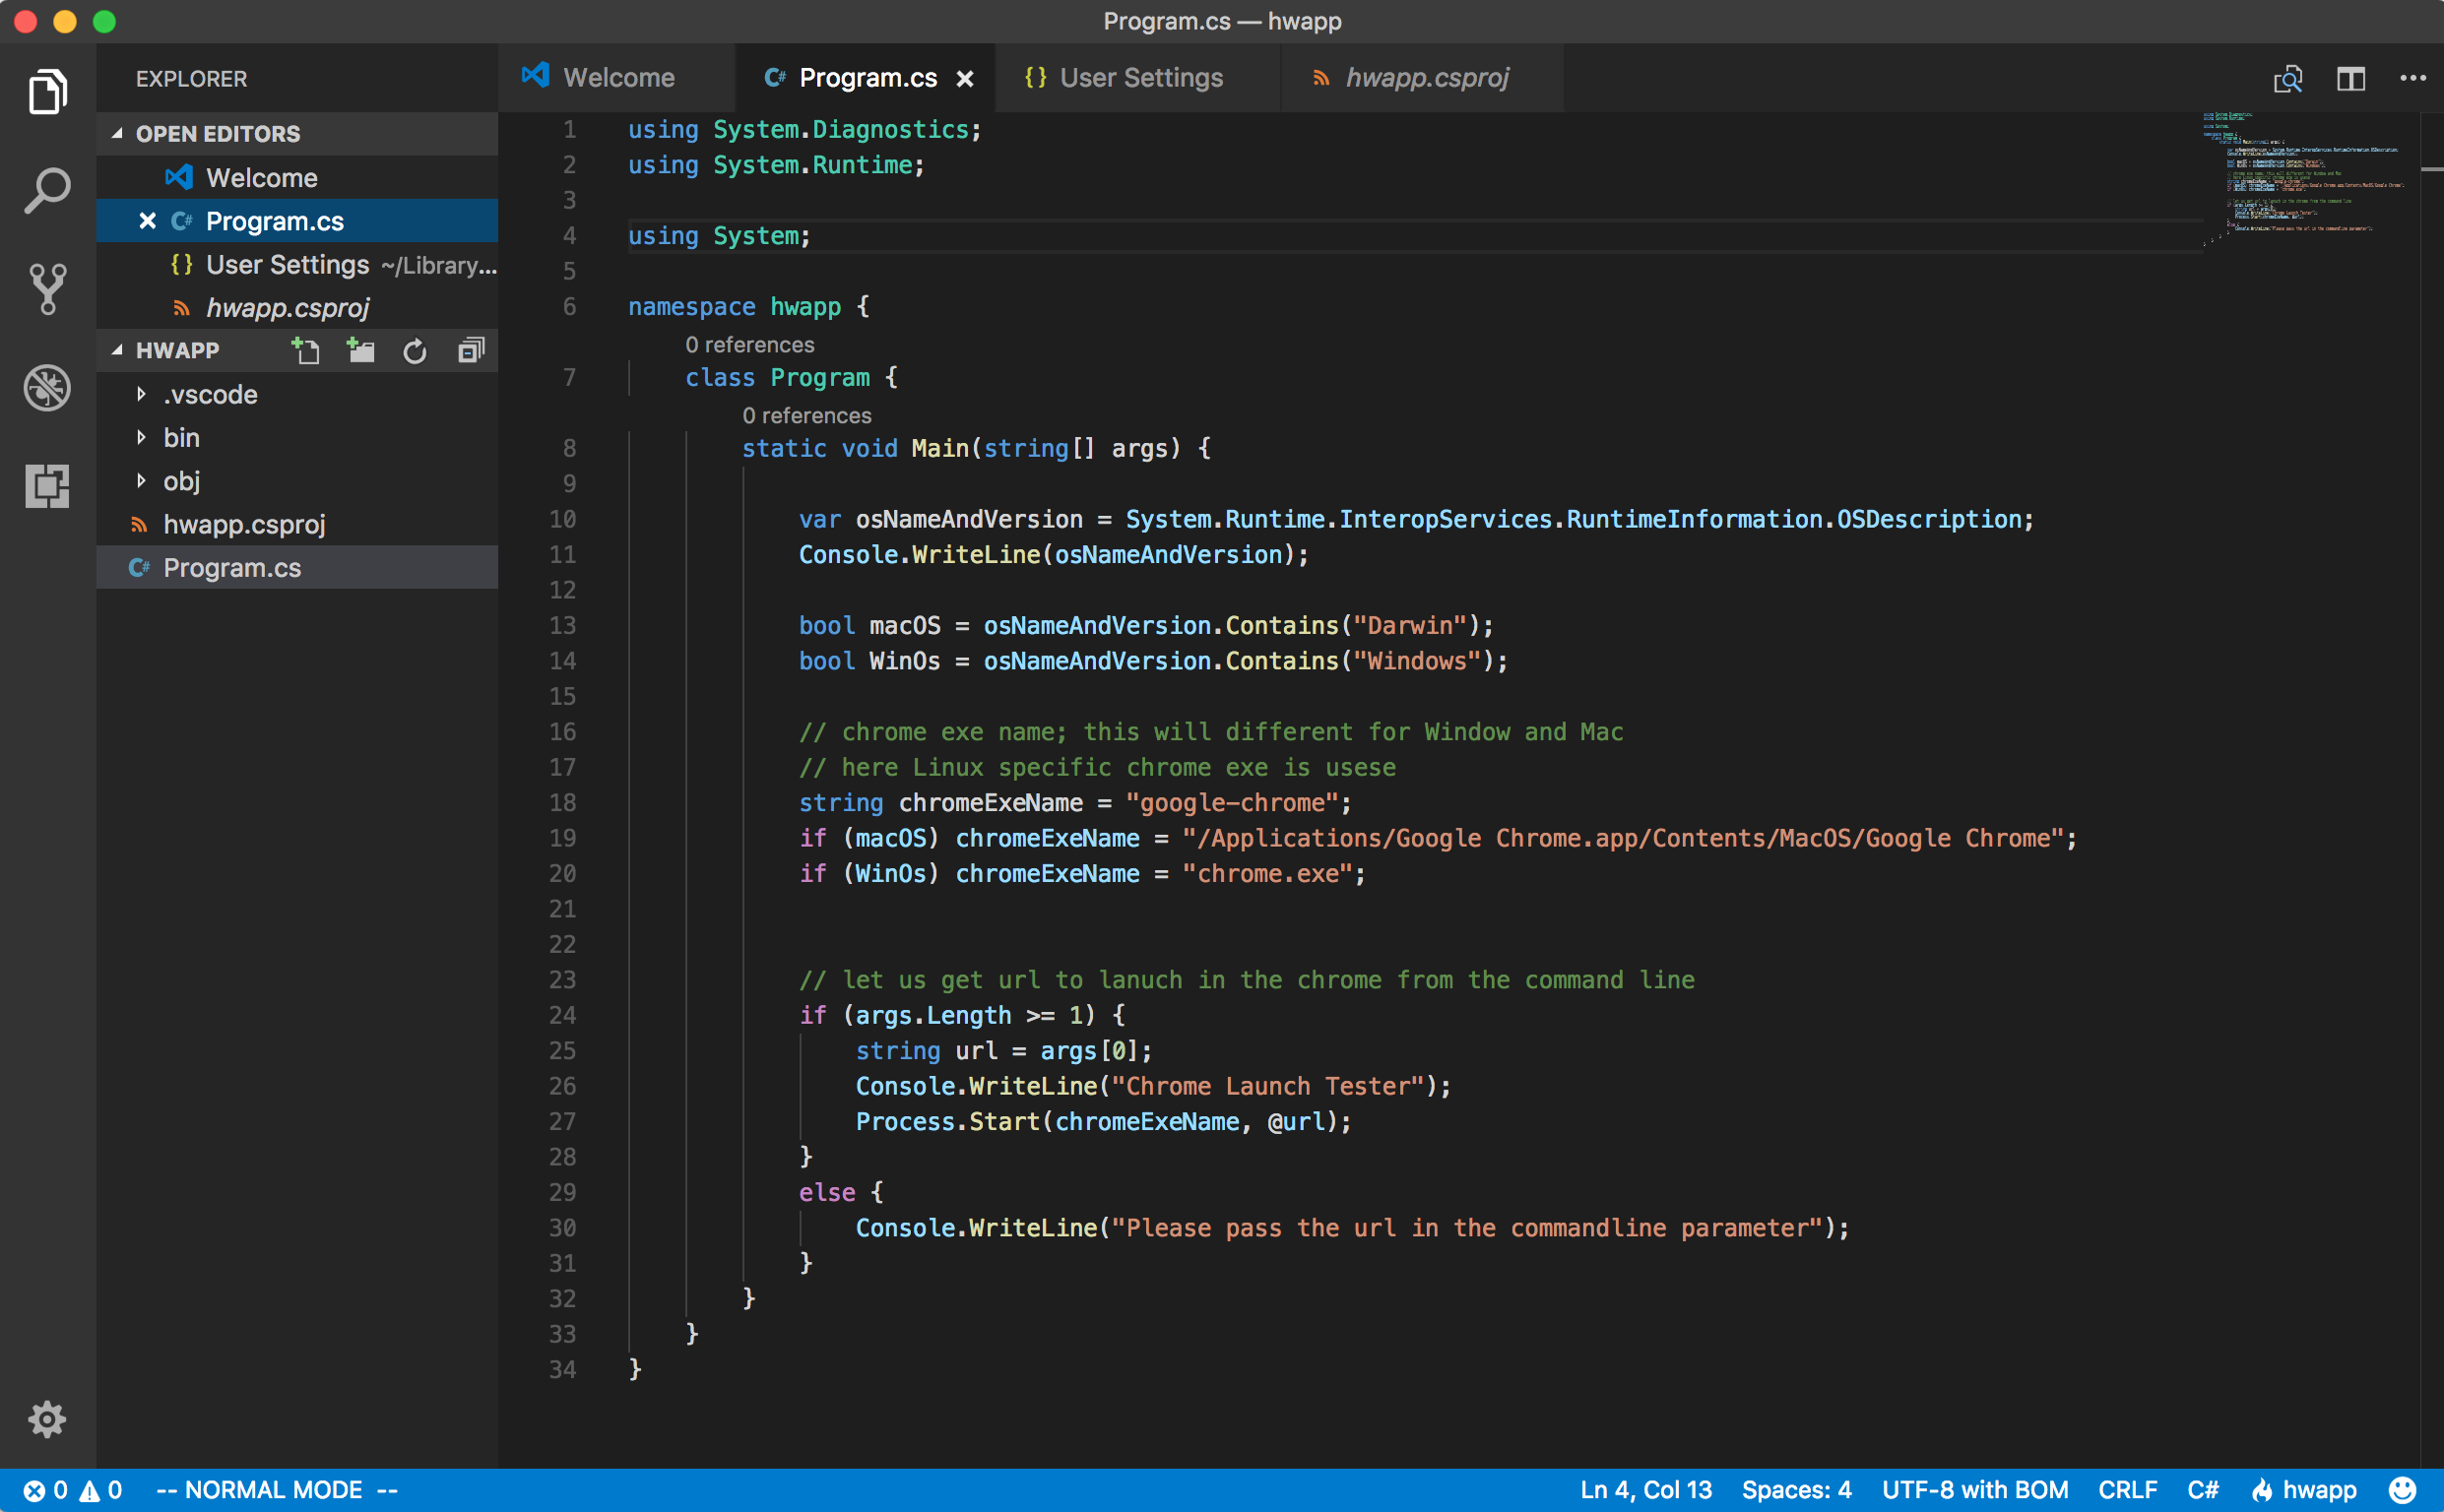 Program.cs — hwapp
EXPLORER
Welcome
Program.cs
User Settings
hwapp.csproj
OPEN EDITORS
Welcome
Program.cs
User Settings ~/Library...
hwapp.csproj
HWAPP
.vscode
bin
obj
hwapp.csproj
Program.cs
1 using System.Diagnostics;
2 using System.Runtime;
3
4 using System;
5
6 namespace hwapp {
0 references
7 class Program {
0 references
8 static void Main(string[] args) {
9
10 var osNameAndVersion = System.Runtime.InteropServices.RuntimeInformation.OSDescription;
11 Console.WriteLine(osNameAndVersion);
12
13 bool macOS = osNameAndVersion.Contains("Darwin");
14 bool WinOs = osNameAndVersion.Contains("Windows");
15
16 // chrome exe name; this will different for Window and Mac
17 // here Linux specific chrome exe is usese
18 string chromeExeName = "google-chrome";
19 if (macOS) chromeExeName = "/Applications/Google Chrome.app/Contents/MacOS/Google Chrome";
20 if (WinOs) chromeExeName = "chrome.exe";
21
22
23 // let us get url to lanuch in the chrome from the command line
24 if (args.Length >= 1) {
25 string url = args[0];
26 Console.WriteLine("Chrome Launch Tester");
27 Process.Start(chromeExeName, @url);
28 }
29 else {
30 Console.WriteLine("Please pass the url in the commandline parameter");
31 }
32 }
33 }
34 }
0 0 -- NORMAL MODE -- Ln 4, Col 13 Spaces: 4 UTF-8 with BOM CRLF C# hwapp